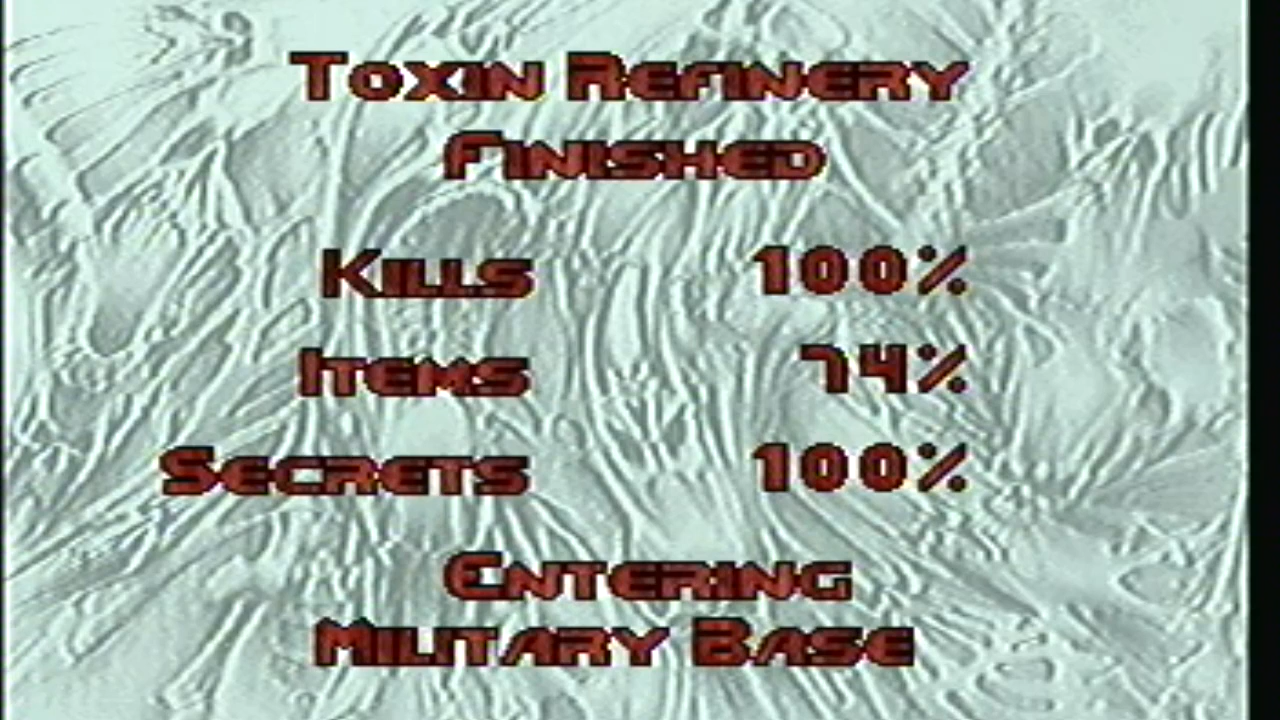 Toxin Refinery
Finished
Kills 100%
Items 74%
Secrets 100%
Entering
Military Base